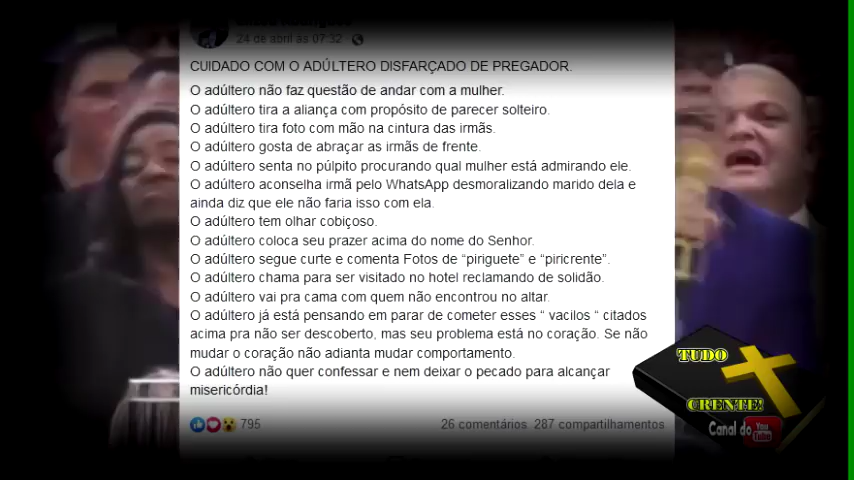 24 de abril às 07:32
CUIDADO COM O ADÚLTERO DISFARÇADO DE PREGADOR.
O adúltero não faz questão de andar com a mulher.
O adúltero tira a aliança com propósito de parecer solteiro.
O adúltero tira foto com mão na cintura das irmãs.
O adúltero gosta de abraçar as irmãs de frente.
O adúltero senta no púlpito procurando qual mulher está admirando ele.
O adúltero aconselha irmã pelo WhatsApp desmoralizando marido dela e
ainda diz que ele não faria isso com ela.
O adúltero tem olhar cobiçoso.
O adúltero coloca seu prazer acima do nome do Senhor.
O adúltero segue curte e comenta Fotos de “piriguete” e “piricrente”.
O adúltero chama para ser visitado no hotel reclamando de solidão.
O adúltero vai pra cama com quem não encontrou no altar.
O adúltero já está pensando em parar de cometer esses “ vacilos “ citados
acima pra não ser descoberto, mas seu problema está no coração. Se não
mudar o coração não adianta mudar comportamento.
O adúltero não quer confessar e nem deixar o pecado para alcançar
misericórdia!
795
26 comentários 287 compartilhamentos
TUDO
CRENTE!
Canal do YouTube